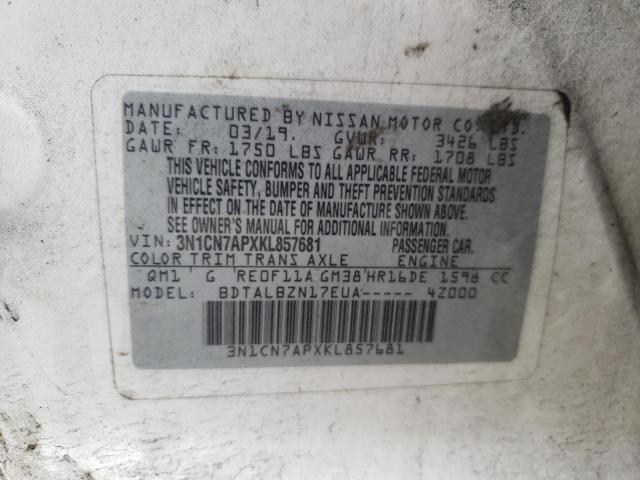 MANUFACTURED BY NISSAN MOTOR CO. LTD.
DATE: 03/19. GVWR: 3426 LBS
GAWR FR: 1750 LBS GAWR RR: 1708 LBS
THIS VEHICLE CONFORMS TO ALL APPLICABLE FEDERAL MOTOR
VEHICLE SAFETY, BUMPER AND THEFT PREVENTION STANDARDS
IN EFFECT ON THE DATE OF MANUFACTURE SHOWN ABOVE.
SEE OWNER'S MANUAL FOR ADDITIONAL INFORMATION.
VIN: 3N1CN7APXKL857681 PASSENGER CAR.
COLOR TRIM TRANS AXLE ENGINE
QM1 G RE0F11A GM38 HR16DE 1598 CC
MODEL: BDTALBZN17EUA----- 4Z000
3N1CN7APXKL857681